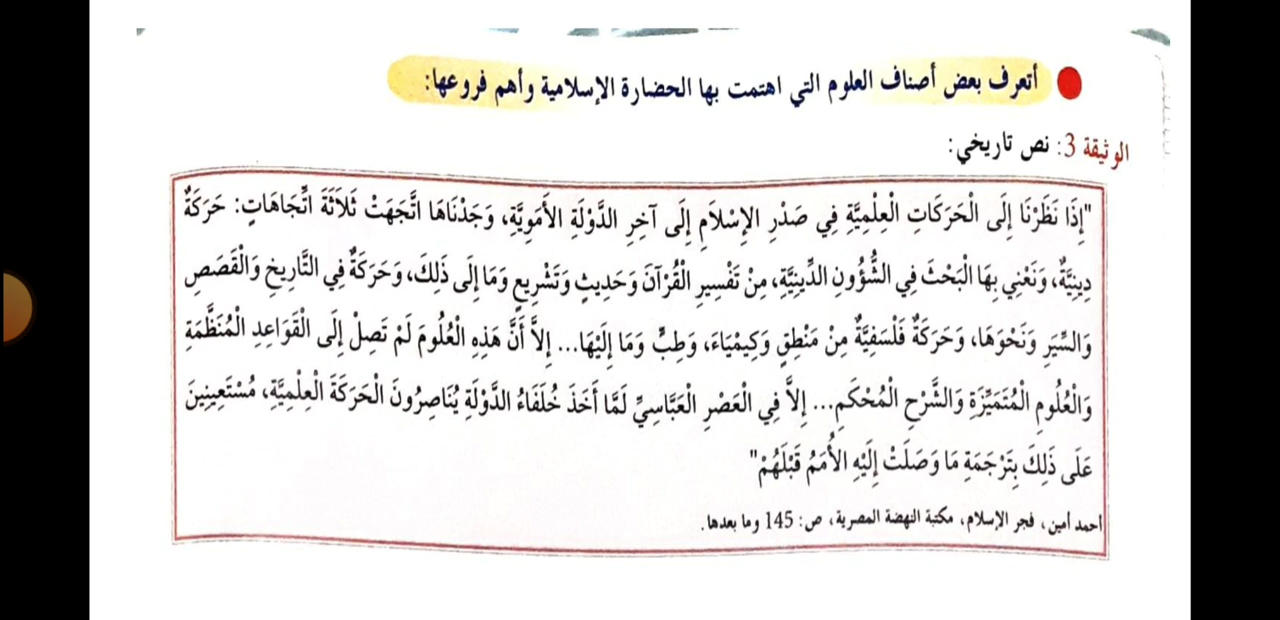 أتعرف بعض أصناف العلوم التي اهتمت بها الحضارة الإسلامية وأهم فروعها:
الوثيقة 3: نص تاريخي:
"إِذَا نَظَرْنَا إِلَى الْحَرَكَاتِ الْعِلْمِيَّةِ فِي صَدْرِ الإِسْلَامِ إِلَى آخِرِ الدَّوْلَةِ الأُمَوِيَّةِ، وَجَدْنَاهَا اتَّجَهَتْ ثَلَاثَةَ اتِّجَاهَاتٍ: حَرَكَةٌ
دِينِيَّةٌ، وَنَعْنِي بِهَا الْبَحْثَ فِي الشُّؤُونِ الدِّينِيَّةِ، مِنْ تَفْسِيرِ الْقُرْآنَ وَحَدِيثٍ وَتَشْرِيعٍ وَمَا إِلَى ذَلِكَ، وَحَرَكَةٌ فِي التَّارِيخِ وَالْقَصَصِ
وَالسِّيَرِ وَنَحْوَهَا، وَحَرَكَةٌ فَلْسَفِيَّةٌ مِنْ مَنْطِقٍ وَكِيمْيَاءَ، وَطِبٍّ وَمَا إِلَيْهَا... إِلاَّ أَنَّ هَذِهِ الْعُلُومَ لَمْ تَصِلْ إِلَى الْقَوَاعِدِ الْمُنَظَّمَةِ
وَالْعُلُومِ الْمُتَمَيِّزَةِ وَالشَّرْحِ الْمُحْكَمِ... إِلاَّ فِي الْعَصْرِ الْعَبَّاسِيِّ لَمَّا أَخَذَ خُلَفَاءُ الدَّوْلَةِ يُنَاصِرُونَ الْحَرَكَةَ الْعِلْمِيَّةِ، مُسْتَعِينِينَ
عَلَى ذَلِكَ بِتَرْجَمَةِ مَا وَصَلَتْ إِلَيْهِ الأُمَمُ قَبْلَهُمْ"
أحمد أمين، فجر الإسلام، مكتبة النهضة المصرية، ص: 145 وما بعدها.